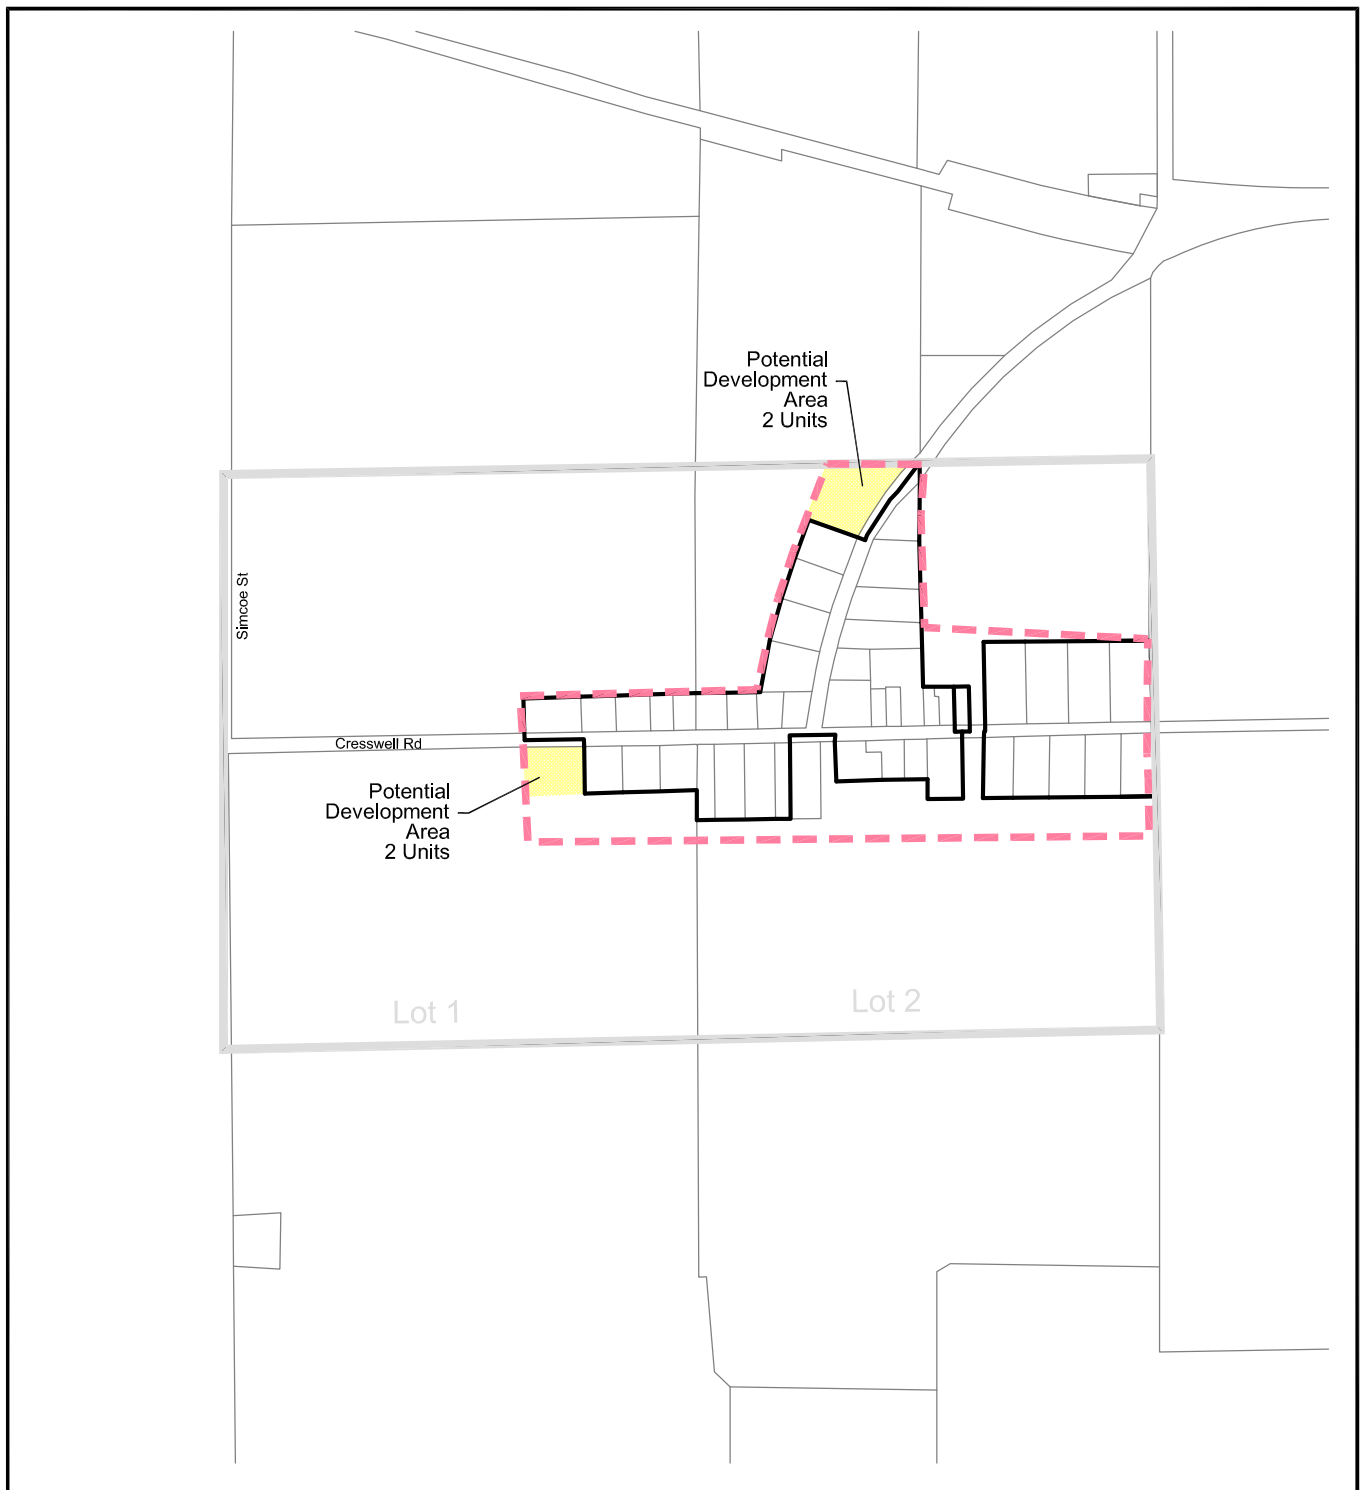 Potential
Development
Area
2 Units
Simcoe St
Cresswell Rd
Potential
Development
Area
2 Units
Lot 1
Lot 2